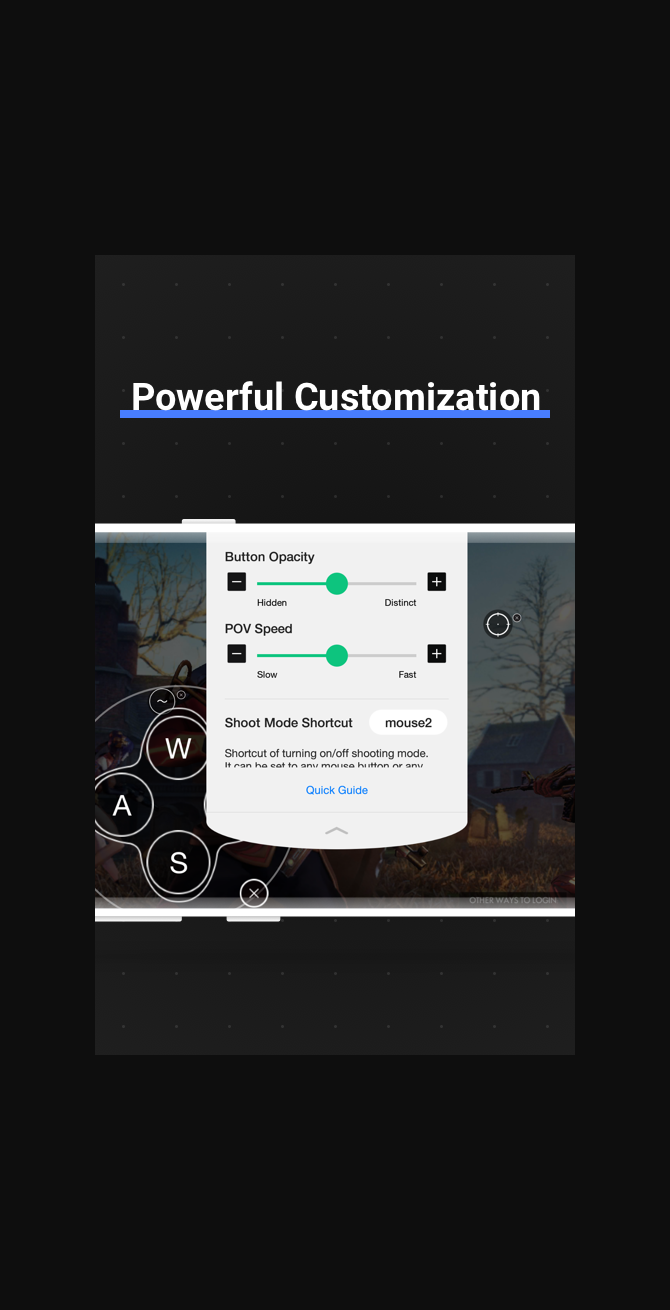 Powerful Customization
Button Opacity
Hidden Distinct
POV Speed
Slow Fast
Shoot Mode Shortcut mouse2
Shortcut of turning on/off shooting mode.
It can be set to any mouse button or any
Quick Guide
W
A
S
OTHER WAYS TO LOGIN